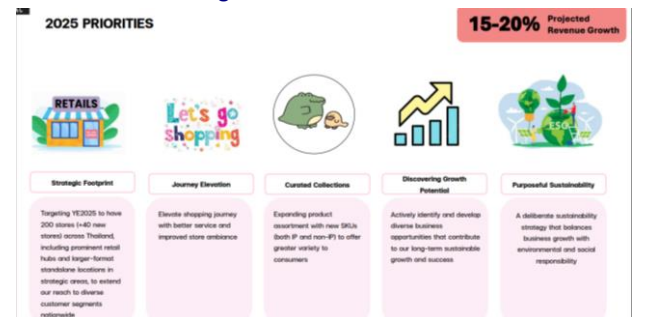 2025 PRIORITIES
15-20% Projected
Revenue Growth
RETAILS
Let's go
shopping
ESG
Strategic Footprint
Journey Elevation
Curated Collections
Discovering Growth
Potential
Purposeful Sustainability
Targeting YE2025 to have
200 stores (+40 new
stores) across Thailand,
including prominent retail
hubs and larger-format
standalone locations in
strategic areas, to extend
our reach to diverse
customer segments
nationwide
Elevate shopping journey
with better service and
improved store ambiance
Expanding product
assortment with new SKUs
(both IP and non-IP) to offer
greater variety to
consumers
Actively identify and develop
diverse business
opportunities that contribute
to our long-term sustainable
growth and success
A deliberate sustainability
strategy that balances
business growth with
environmental and social
responsibility